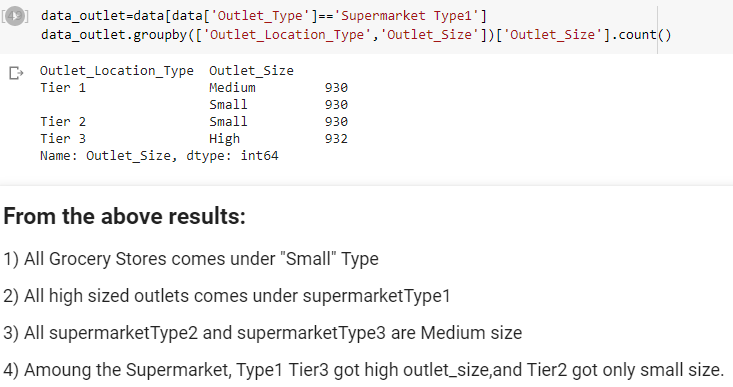 data_outlet=data[data['Outlet_Type']=='Supermarket Type1']
data_outlet.groupby(['Outlet_Location_Type','Outlet_Size'])['Outlet_Size'].count()
Outlet_Location_Type Outlet_Size
Tier 1 Medium 930
Small 930
Tier 2 Small 930
Tier 3 High 932
Name: Outlet_Size, dtype: int64
From the above results:
1) All Grocery Stores comes under "Small" Type
2) All high sized outlets comes under supermarketType1
3) All supermarketType2 and supermarketType3 are Medium size
4) Amoung the Supermarket, Type1 Tier3 got high outlet_size,and Tier2 got only small size.